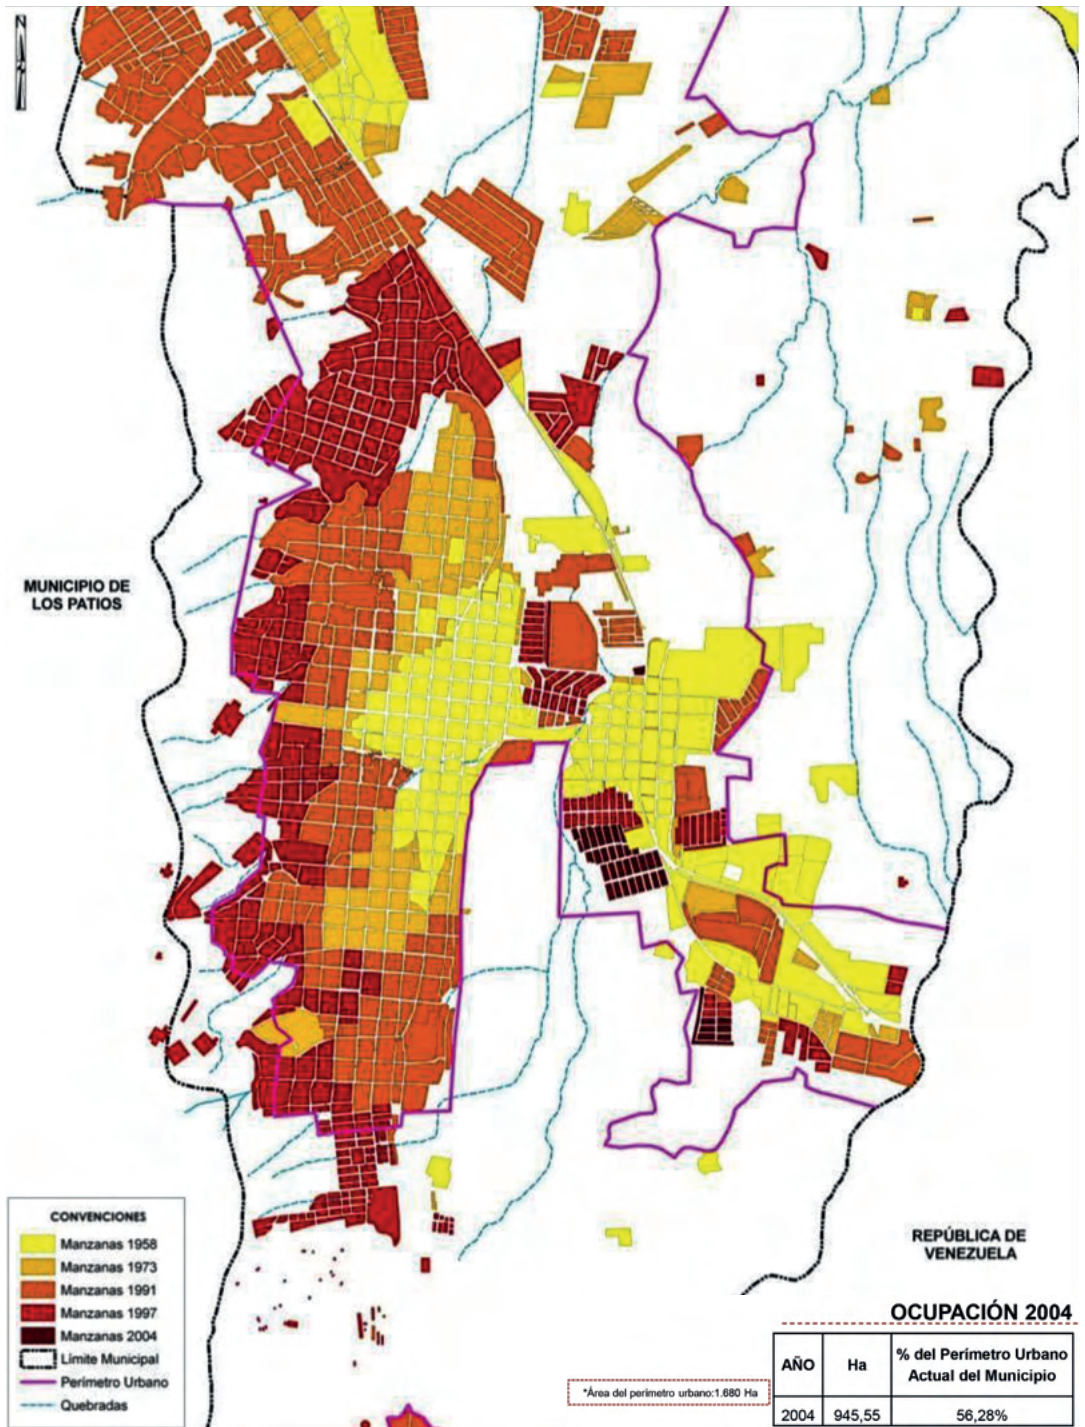 MUNICIPIO DE
LOS PATIOS
CONVENCIONES
Manzanas 1958
Manzanas 1973
Manzanas 1991
Manzanas 1997
Manzanas 2004
Límite Municipal
Perímetro Urbano
Quebradas
REPÚBLICA DE
VENEZUELA
OCUPACIÓN 2004
AÑO Ha % del Perímetro Urbano
Actual del Municipio
*Área del perimetro urbano:1.680 Ha
2004 945,55 56,28%